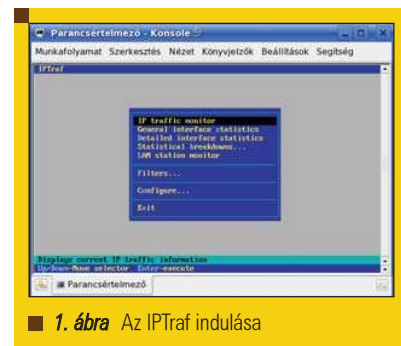 Parancsértelmező - Konsole
Munkafolyamat Szerkesztés Nézet Könyvjelzők Beállítások Segítség
IPTraf
IP traffic monitor
General interface statistics
Detailed interface statistics
Statistical breakdowns...
LAN station monitor
Filters...
Configure...
Exit
Displays current IP traffic information
Up/Down-Move selector Enter-execute
Parancsértelmező
1. ábra Az IPTraf indulása